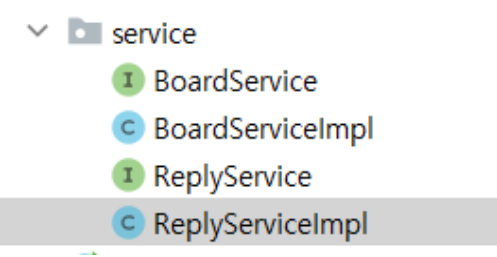 service
I BoardService
C BoardServiceImpl
I ReplyService
C ReplyServiceImpl